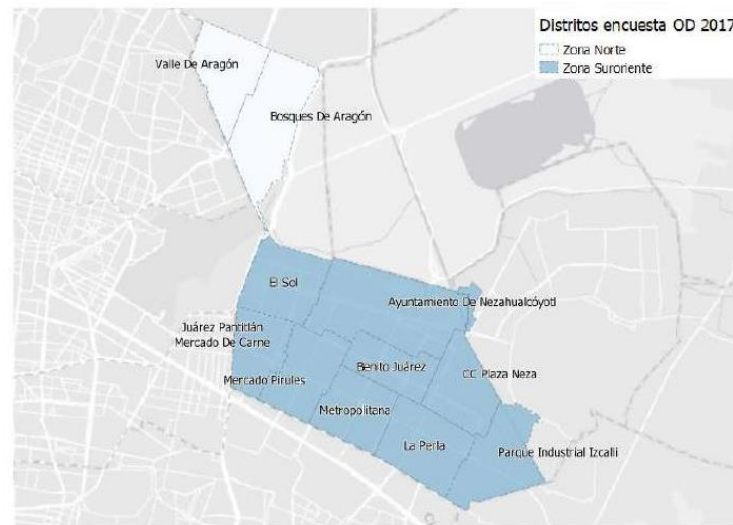 Distritos encuesta OD 2017
Zona Norte
Zona Suroriente
Valle De Aragón
Bosques De Aragón
El Sol
Ayuntamiento De Nezahualcóyotl
Juárez Pantitlán
Mercado De Carne
Benito Juárez
CC Plaza Neza
Mercado Pirules
Metropolitana
La Perla
Parque Industrial Izcalli